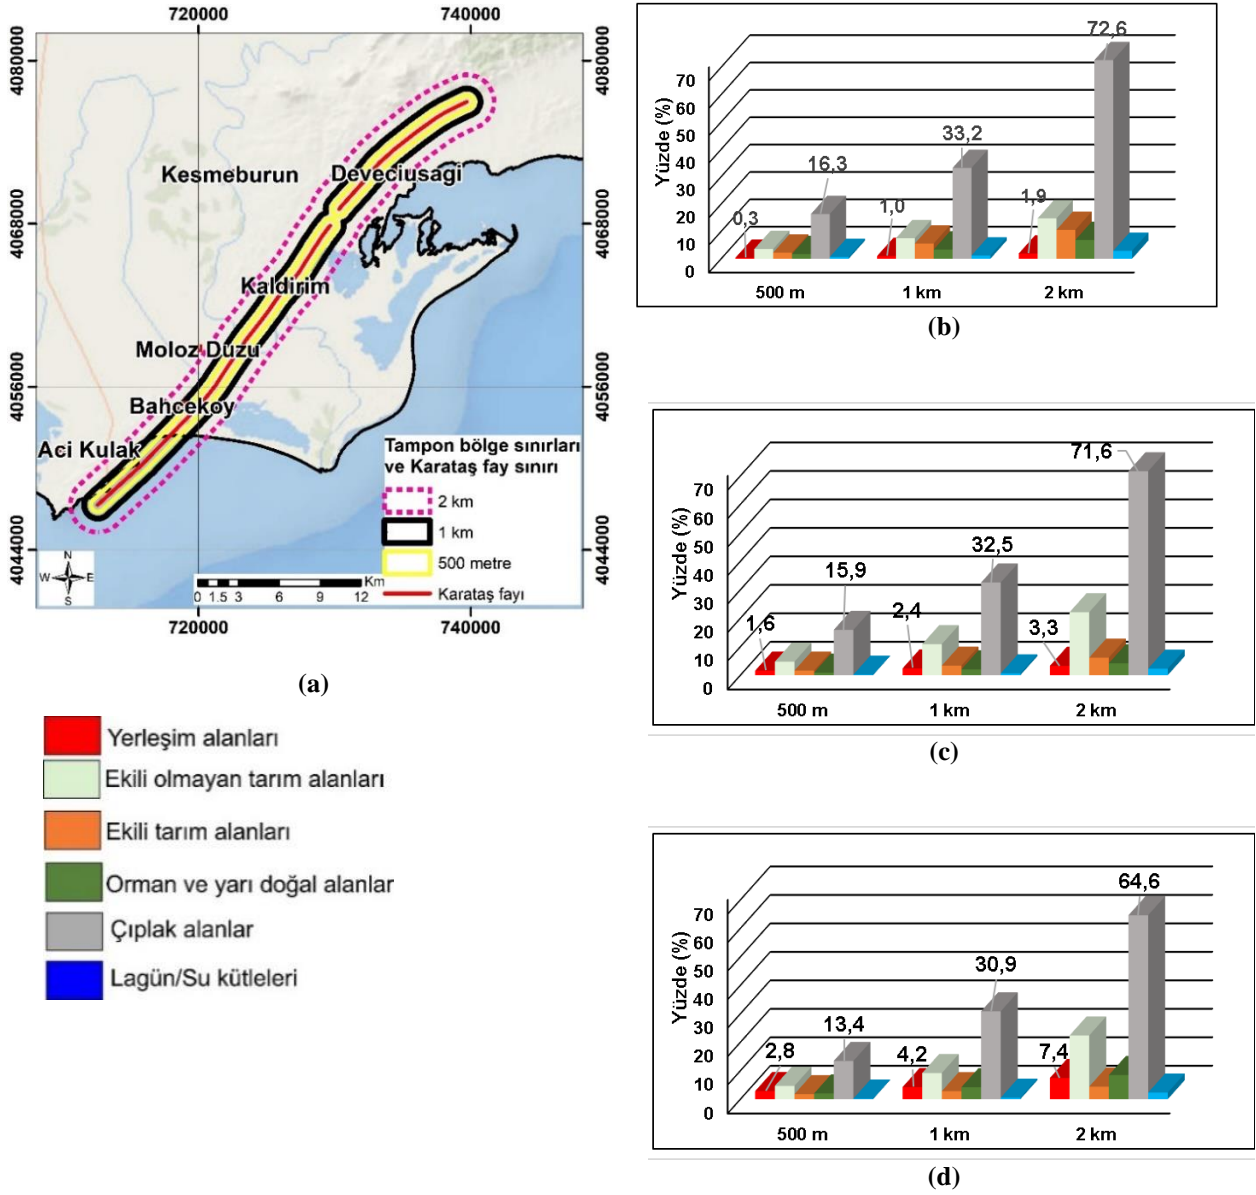 720000
740000
4080000
4068000
4056000
4044000
4080000
4068000
4056000
4044000
Kesmeburun
Deveciusagi
Kaldirim
Moloz Duzu
Bahcekoy
Aci Kulak
Tampon bölge sınırları
ve Karataş fay sınırı
2 km
1 km
500 metre
Karataş fayı
N
W
E
S
0 1.5 3 6 9 12
Km
720000
740000
(a)
Yerleşim alanları
Ekili olmayan tarım alanları
Ekili tarım alanları
Orman ve yarı doğal alanlar
Çıplak alanlar
Lagün/Su kütleleri
Yüzde (%)
70
60
50
40
30
20
10
0
0,3
16,3
1,0
33,2
1,9
72,6
500 m
1 km
2 km
(b)
Yüzde (%)
70
60
50
40
30
20
10
0
1,6
15,9
2,4
32,5
3,3
71,6
500 m
1 km
2 km
(c)
Yüzde (%)
70
60
50
40
30
20
10
0
2,8
13,4
4,2
30,9
7,4
64,6
500 m
1 km
2 km
(d)